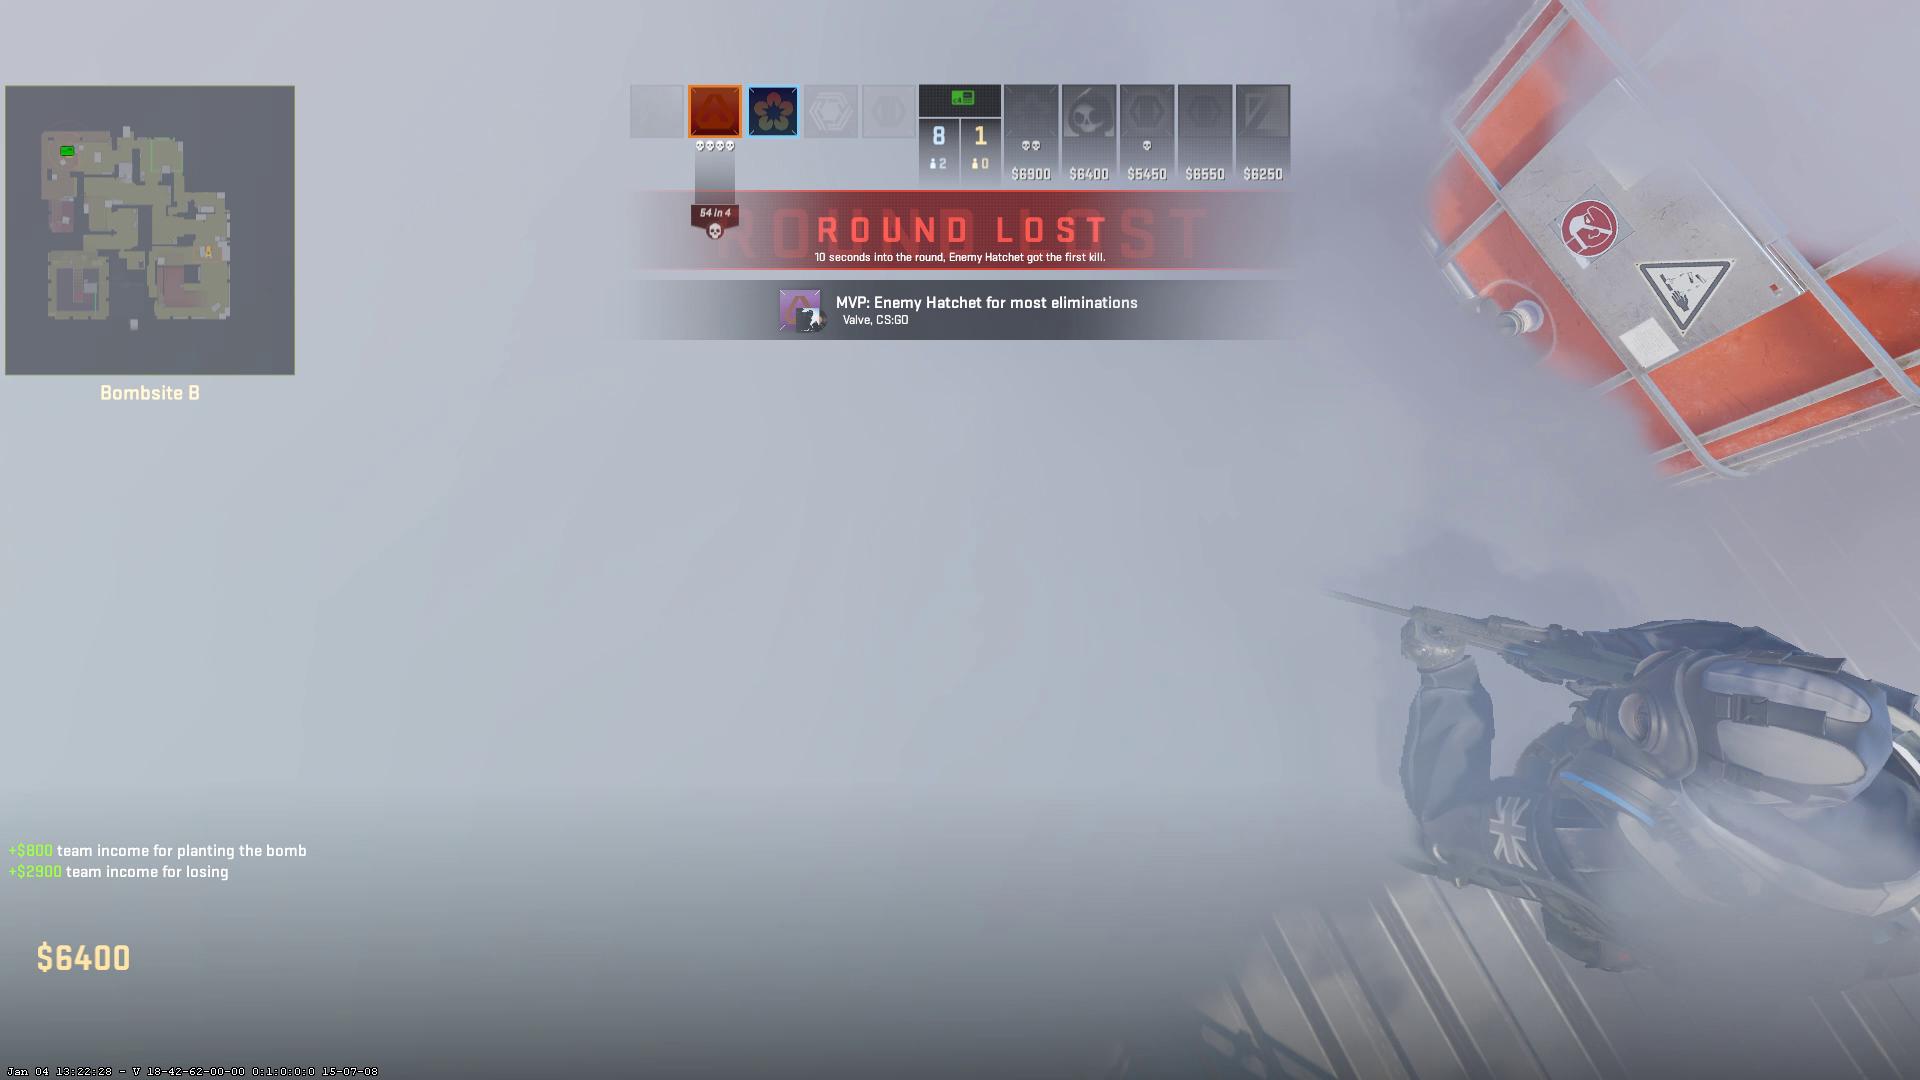 8 1
2 0
$6900 $6400 $5450 $6550 $6250
54 in 4
ROUND LOST
10 seconds into the round, Enemy Hatchet got the first kill.
MVP: Enemy Hatchet for most eliminations
Valve, CS:GO
A
Bombsite B
+$800 team income for planting the bomb
+$2900 team income for losing
$6400
Jan 04 13:22:28 - V 18-42-62-00-00 0:1:0:0:0 15-07-08